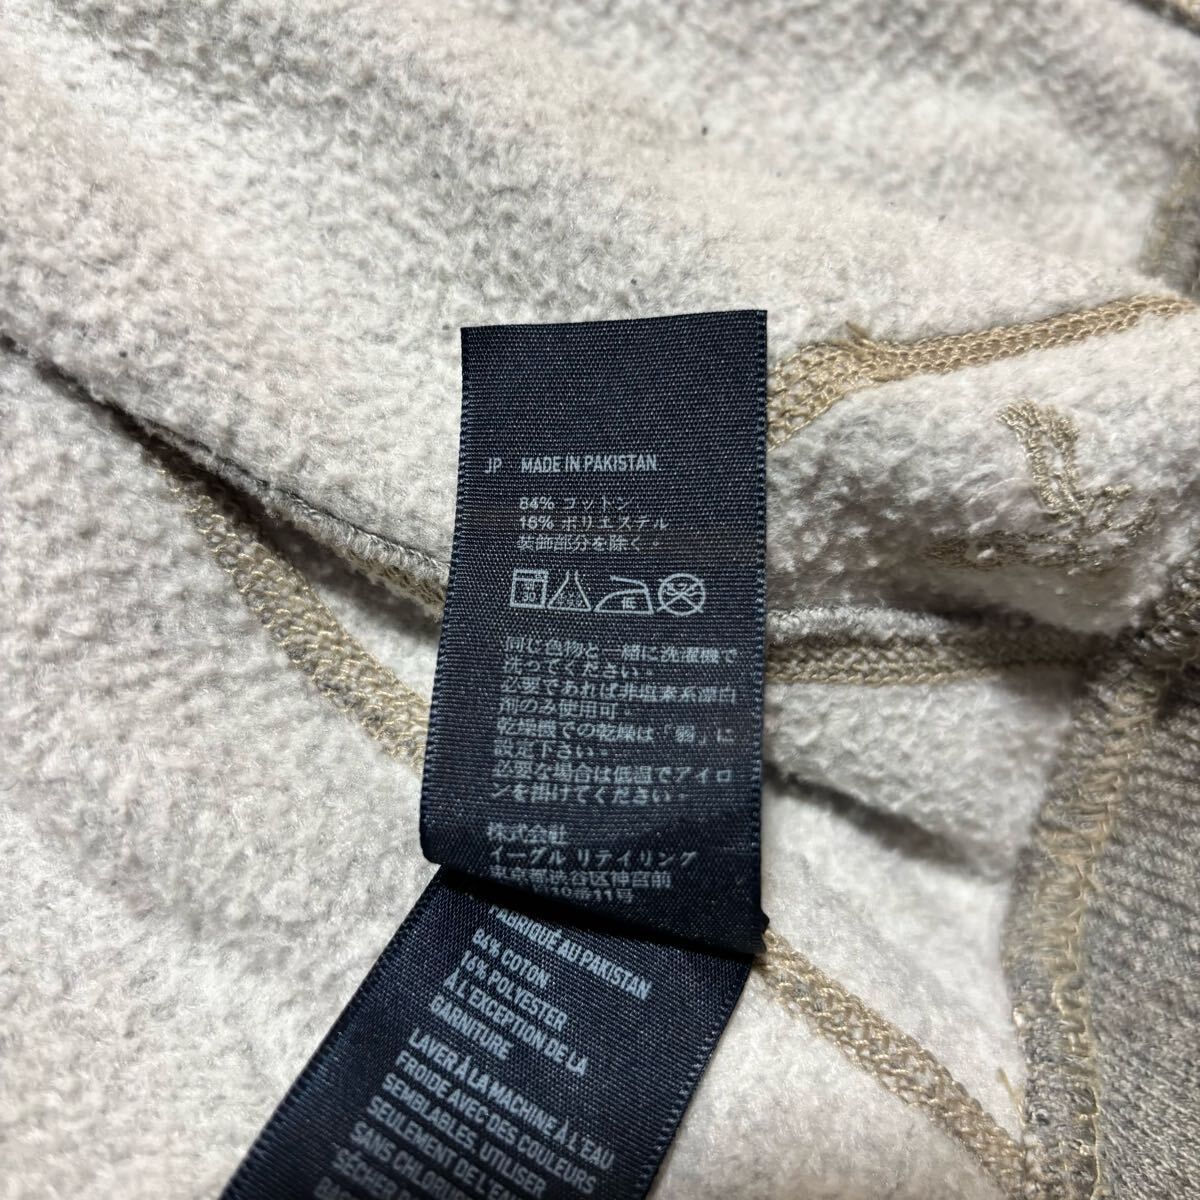 JP MADE IN PAKISTAN
84% コットン
16% ポリエステル
装飾部分を除く。
同じ色物と一緒に洗濯機で
洗ってください。
必要であれば非塩素系漂白
剤のみ使用可
乾燥機での乾燥は「弱」に
設定下さい。
必要な場合は低温でアイロ
ンを掛けてください。
株式会社
イーグル リテイリング
東京都渋谷区神宮前
11号
FABRIQUÉ AU PAKISTAN
84% COTON
16% POLYESTER
À L'EXCEPTION DE LA
GARNITURE
LAVER À LA MACHINE À L'EAU
FROIDE AVEC DES COULEURS
SEMBLABLES. UTILISER
SEULEMENT DE L'EAU
SANS CHLORE
SÉCHER